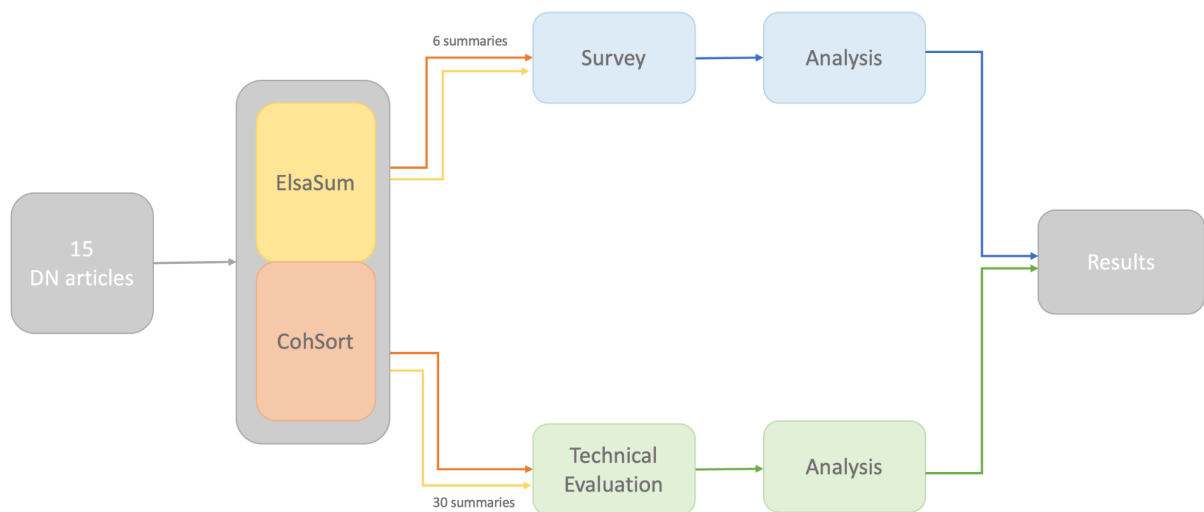 15
DN articles
ElsaSum
CohSort
6 summaries
Survey
Analysis
30 summaries
Technical
Evaluation
Analysis
Results